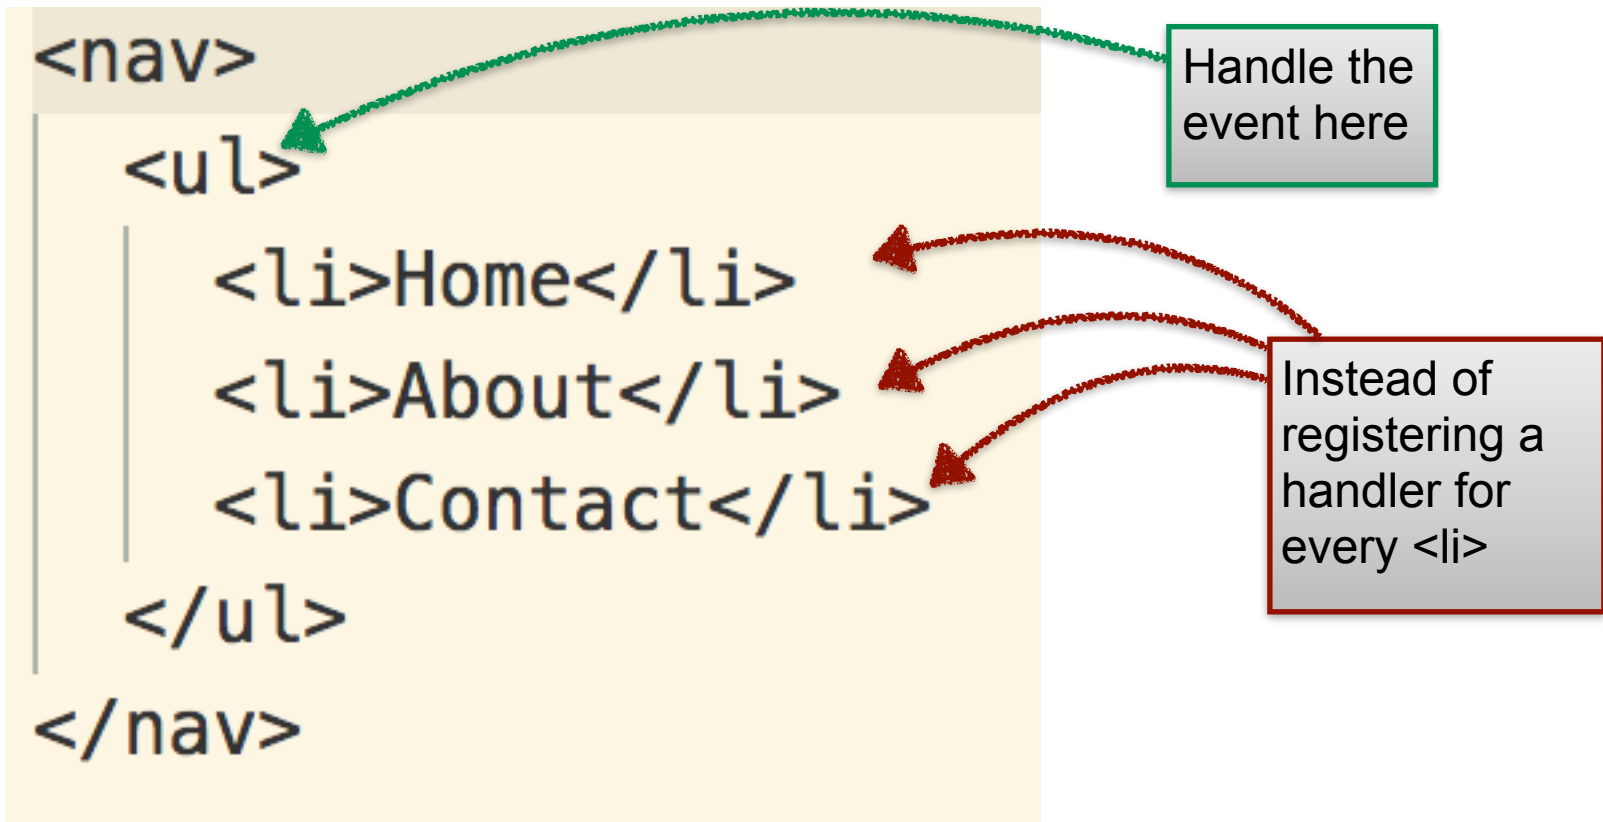 <nav>
<ul>
<li>Home</li>
<li>About</li>
<li>Contact</li>
</ul>
</nav>
Handle the
event here
Instead of
registering a
handler for
every <li>